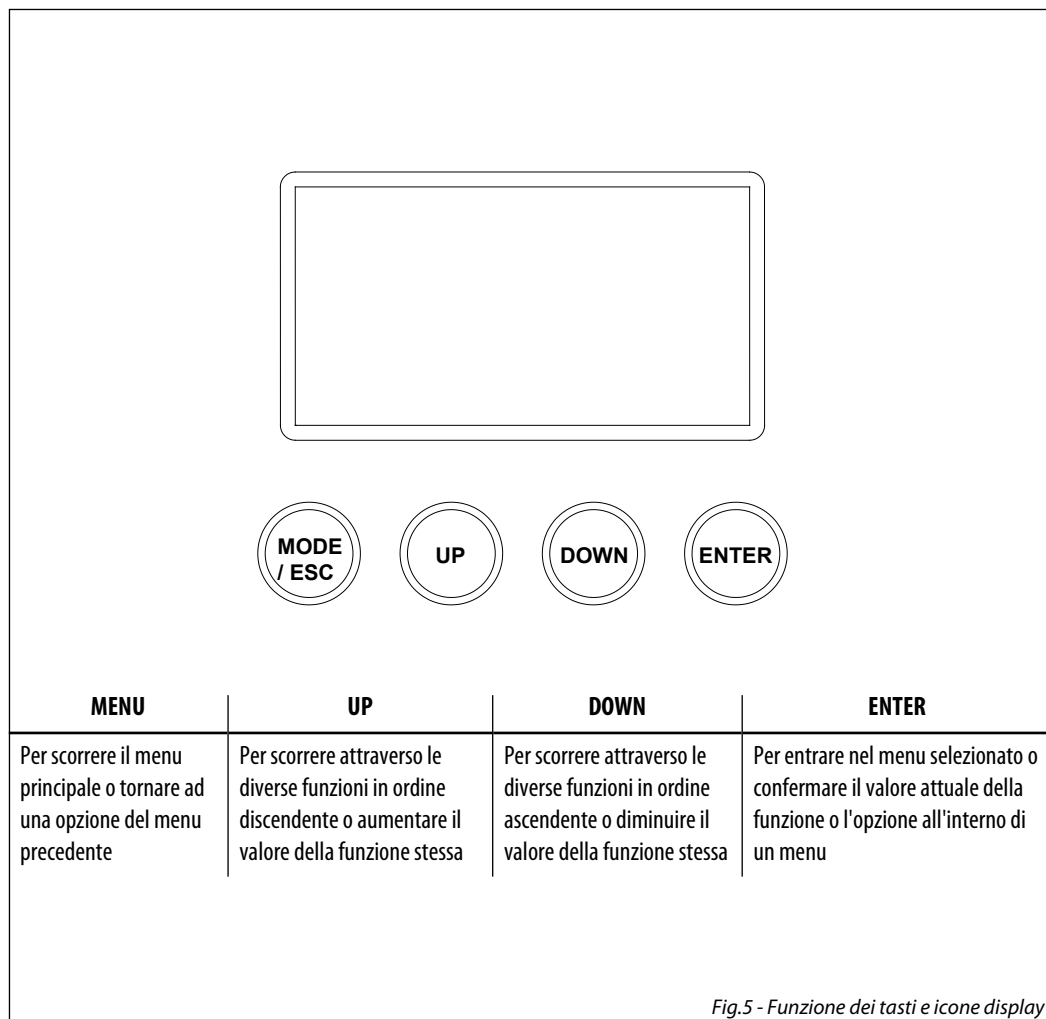 MODE
/ ESC
UP
DOWN
ENTER
MENU
UP
DOWN
ENTER
Per scorrere il menu
principale o tornare ad
una opzione del menu
precedente
Per scorrere attraverso le
diverse funzioni in ordine
discendente o aumentare il
valore della funzione stessa
Per scorrere attraverso le
diverse funzioni in ordine
ascendente o diminuire il
valore della funzione stessa
Per entrare nel menu selezionato o
confermare il valore attuale della
funzione o l'opzione all'interno di
un menu
Fig.5 - Funzione dei tasti e icone display